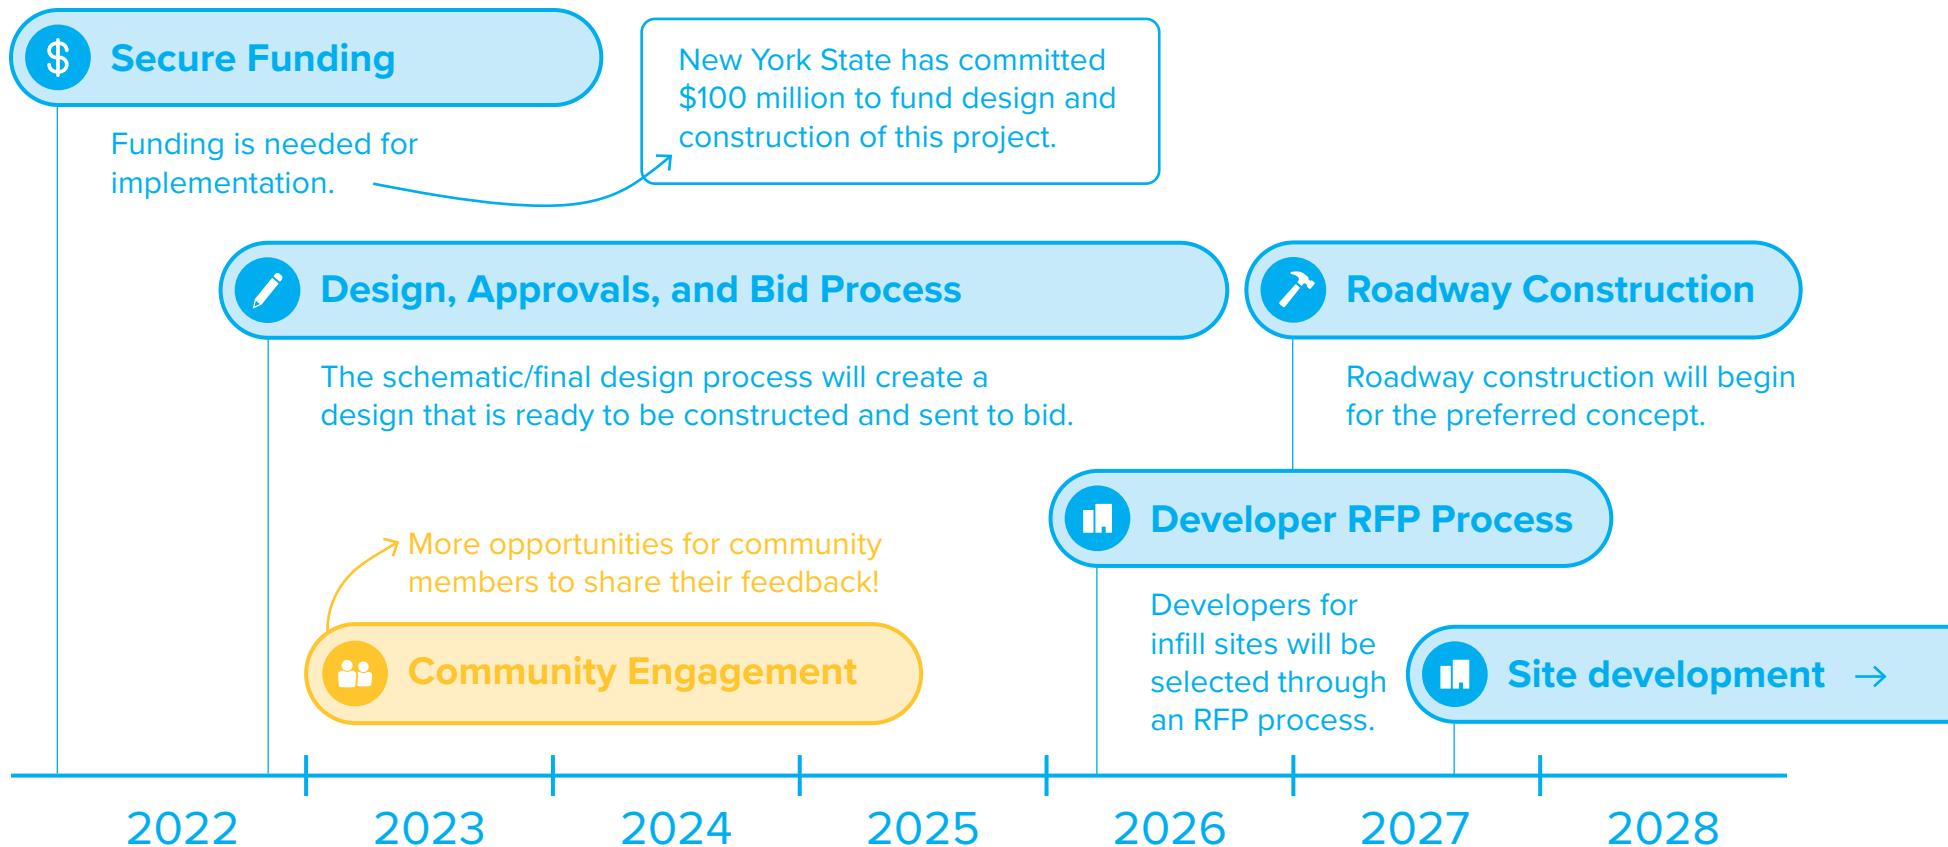 $ Secure Funding
Funding is needed for
implementation.
New York State has committed
$100 million to fund design and
construction of this project.
Design, Approvals, and Bid Process
The schematic/final design process will create a
design that is ready to be constructed and sent to bid.
Roadway Construction
Roadway construction will begin
for the preferred concept.
Developer RFP Process
Developers for
infill sites will be
selected through
an RFP process.
More opportunities for community
members to share their feedback!
Community Engagement
Site development →
2022
2023
2024
2025
2026
2027
2028